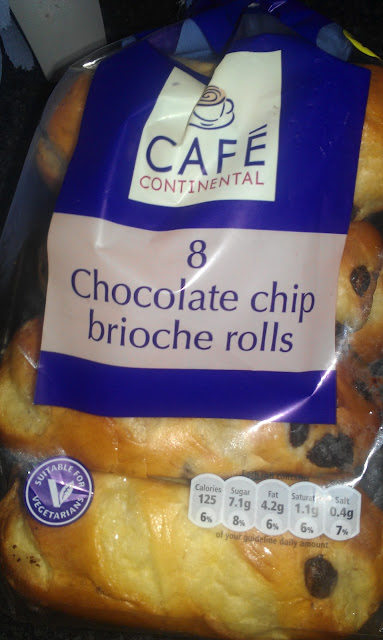 CAFÉ
CONTINENTAL
8
Chocolate chip
brioche rolls
SUITABLE FOR
VEGETARIANS
Calories Sugar Fat Salt
125 7.1g 4.2g 1.1g 0.4g
6% 8% 6% 6% 7%
of your guideline daily amount